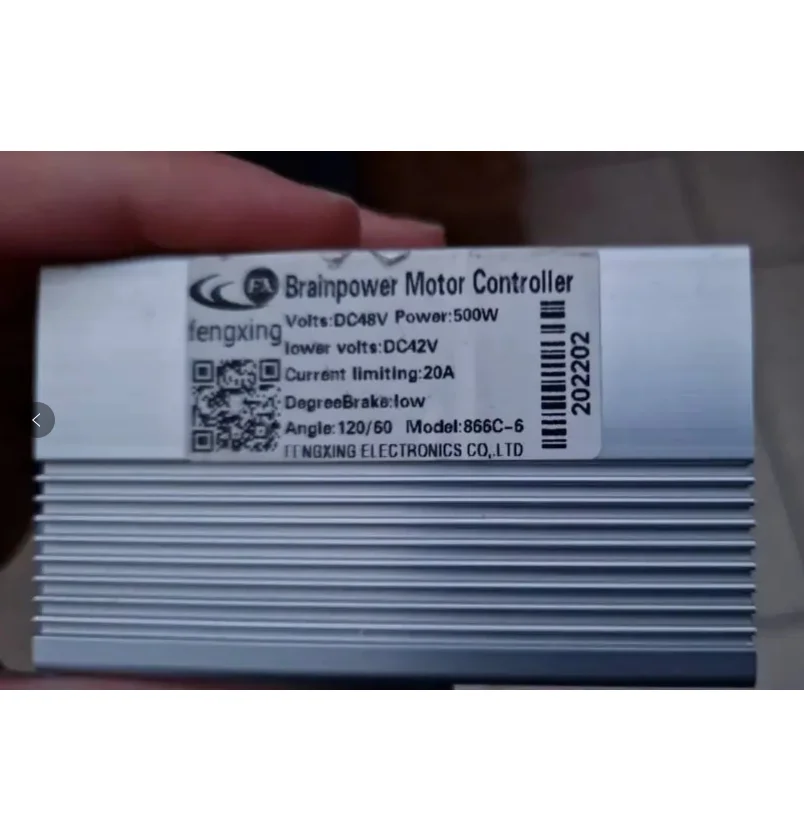 FX Brainpower Motor Controller
fengxing
Volts:DC48V Power:500W
lower volts:DC42V
Current limiting:20A
DegreeBrake:low
Angle:120/60 Model:866C-6
FENGXING ELECTRONICS CO,.LTD
202202